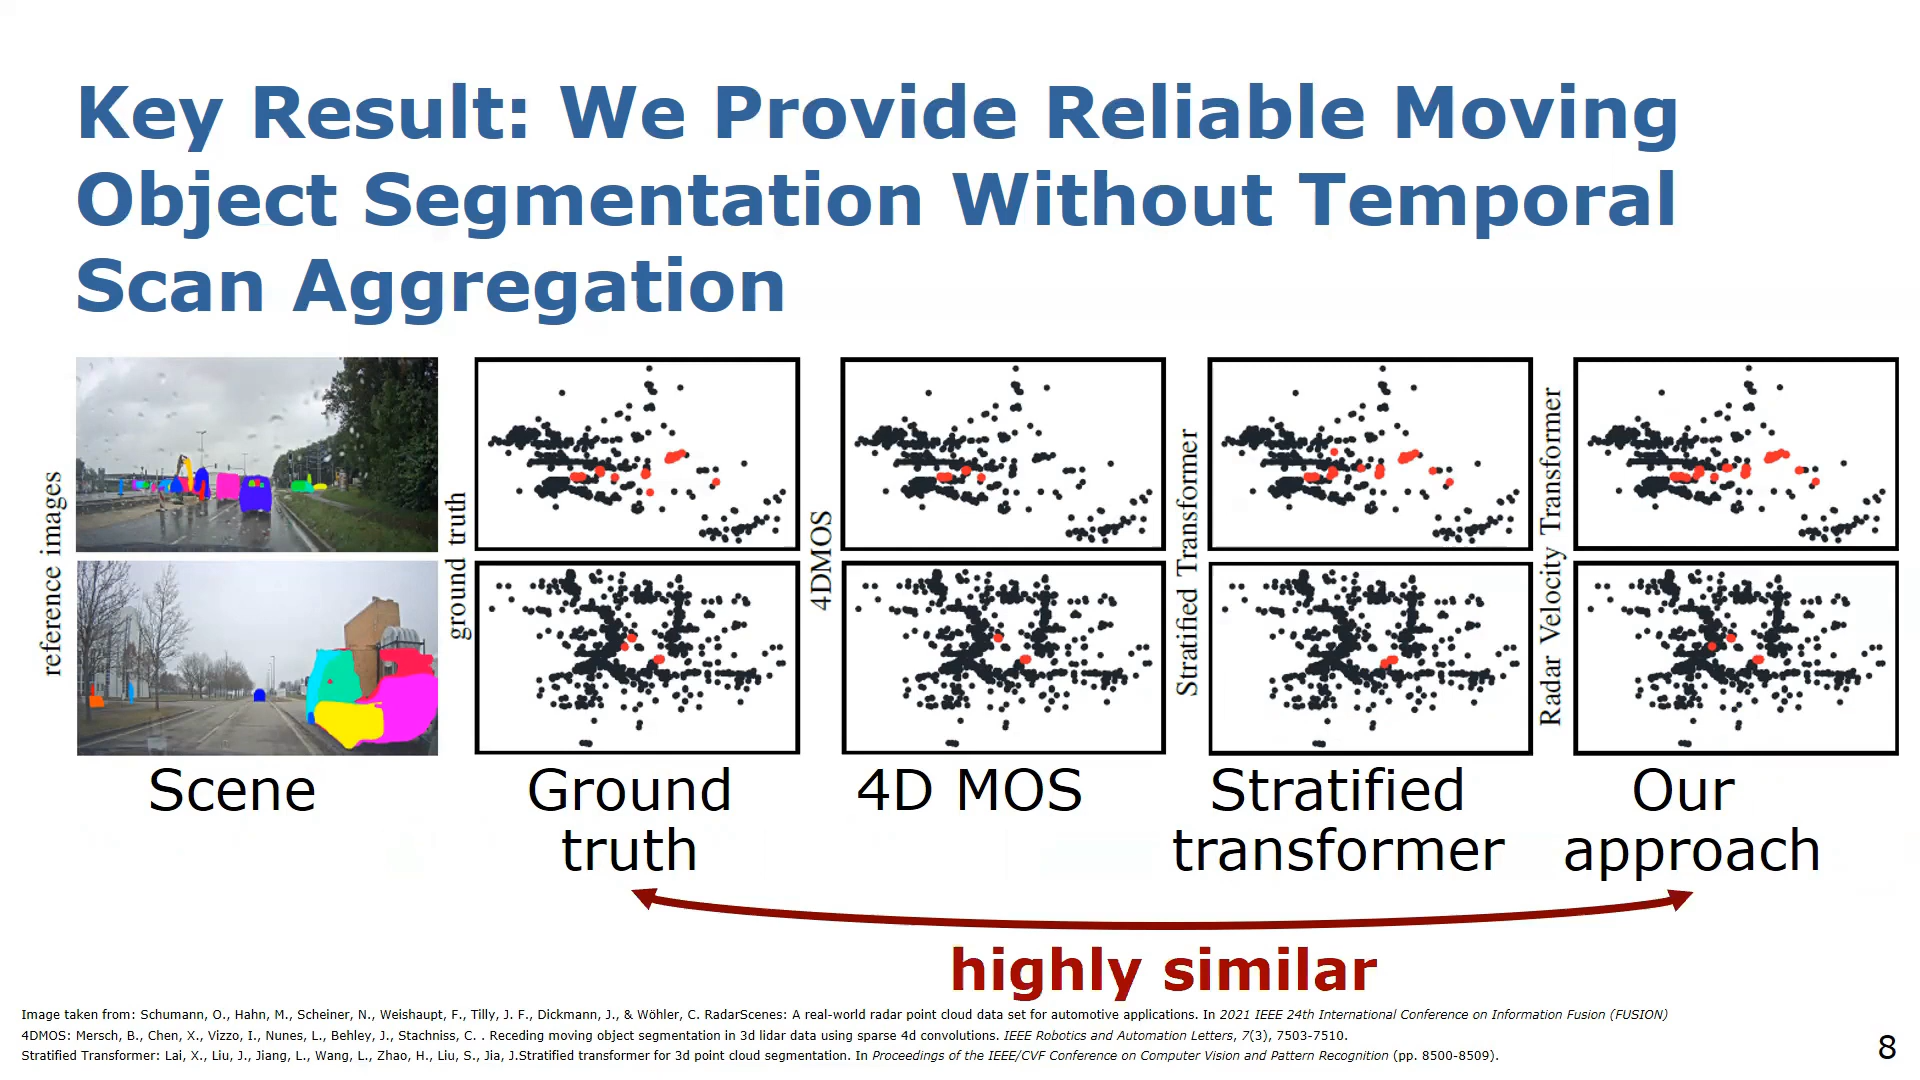 Key Result: We Provide Reliable Moving
Object Segmentation Without Temporal
Scan Aggregation
reference images
ground truth
4DMOS
Stratified Transformer
Radar Velocity Transformer
Scene
Ground
truth
4D MOS
Stratified
transformer
Our
approach
highly similar
Image taken from: Schumann, O., Hahn, M., Scheiner, N., Weishaupt, F., Tilly, J. F., Dickmann, J., & Wöhler, C. RadarScenes: A real-world radar point cloud data set for automotive applications. In 2021 IEEE 24th International Conference on Information Fusion (FUSION)
4DMOS: Mersch, B., Chen, X., Vizzo, I., Nunes, L., Behley, J., Stachniss, C. . Receding moving object segmentation in 3d lidar data using sparse 4d convolutions. IEEE Robotics and Automation Letters, 7(3), 7503-7510.
Stratified Transformer: Lai, X., Liu, J., Jiang, L., Wang, L., Zhao, H., Liu, S., Jia, J.Stratified transformer for 3d point cloud segmentation. In Proceedings of the IEEE/CVF Conference on Computer Vision and Pattern Recognition (pp. 8500-8509).
8